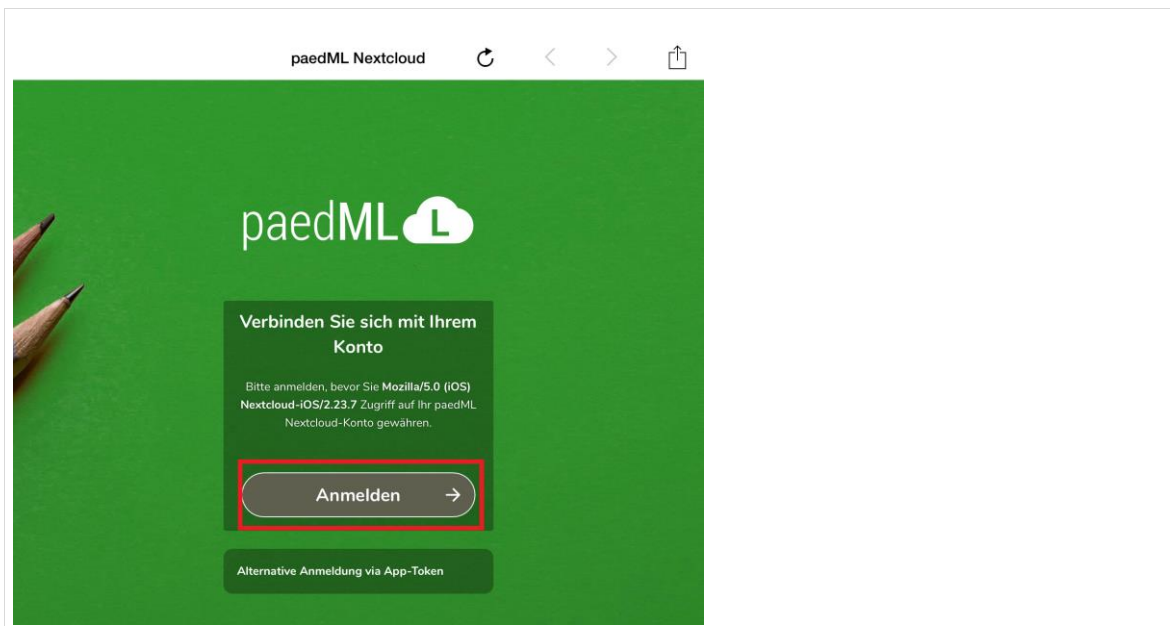 paedML Nextcloud
paedML L
Verbinden Sie sich mit Ihrem
Konto
Bitte anmelden, bevor Sie Mozilla/5.0 (iOS)
Nextcloud-iOS/2.23.7 Zugriff auf Ihr paedML
Nextcloud-Konto gewähren.
Anmelden
Alternative Anmeldung via App-Token